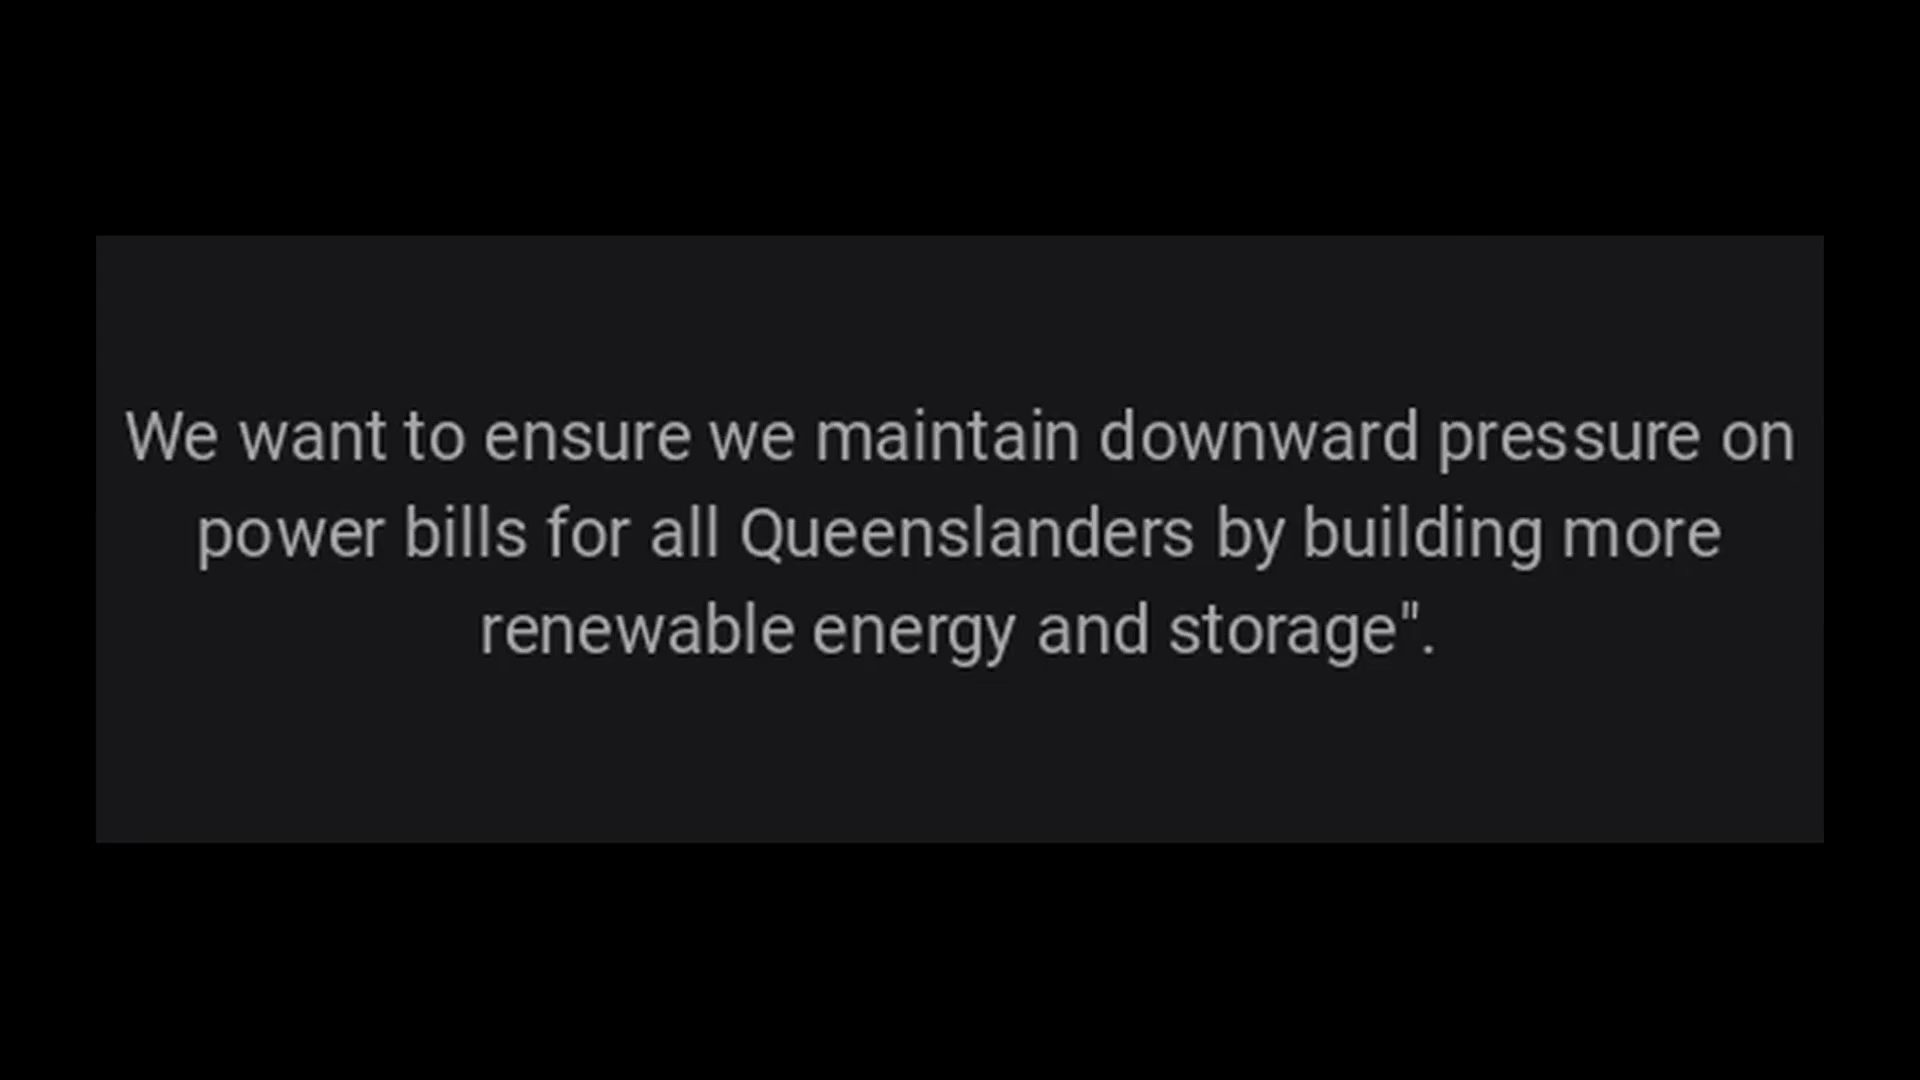 We want to ensure we maintain downward pressure on
power bills for all Queenslanders by building more
renewable energy and storage".